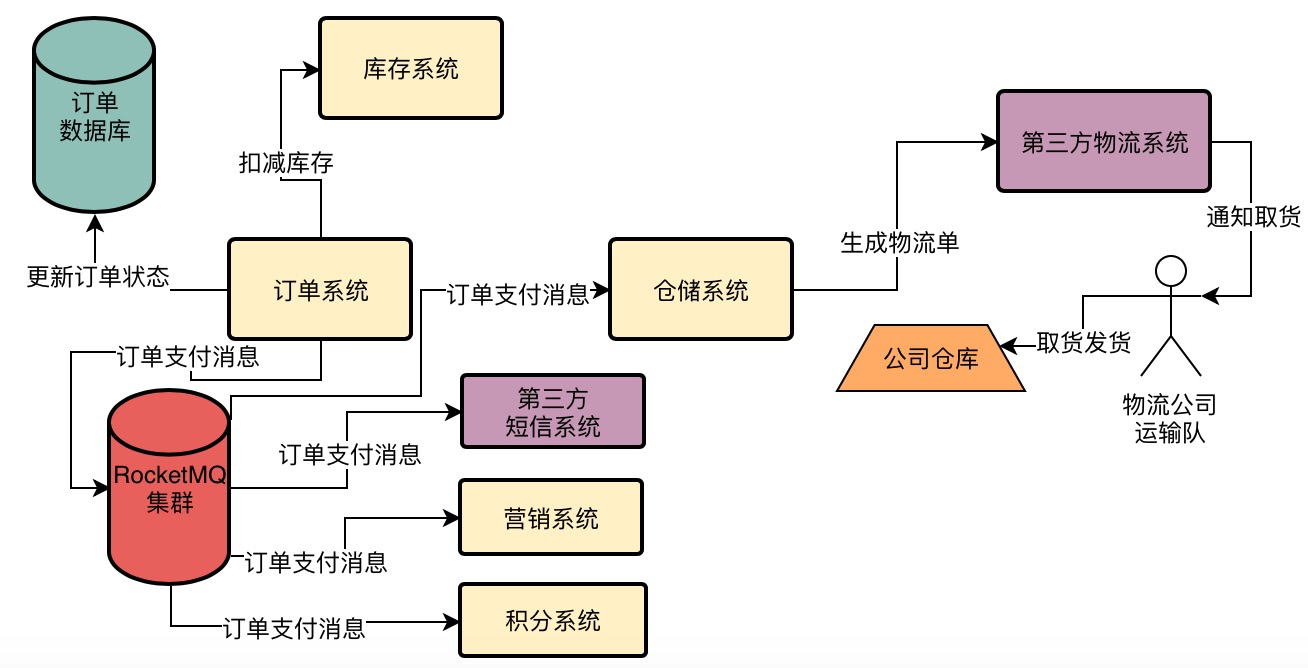 订单
数据库
库存系统
扣减库存
第三方物流系统
通知取货
生成物流单
更新订单状态
订单系统
订单支付消息
仓储系统
订单支付消息
公司仓库
取货发货
物流公司
运输队
第三方
短信系统
订单支付消息
RocketMQ
集群
营销系统
订单支付消息
积分系统
订单支付消息